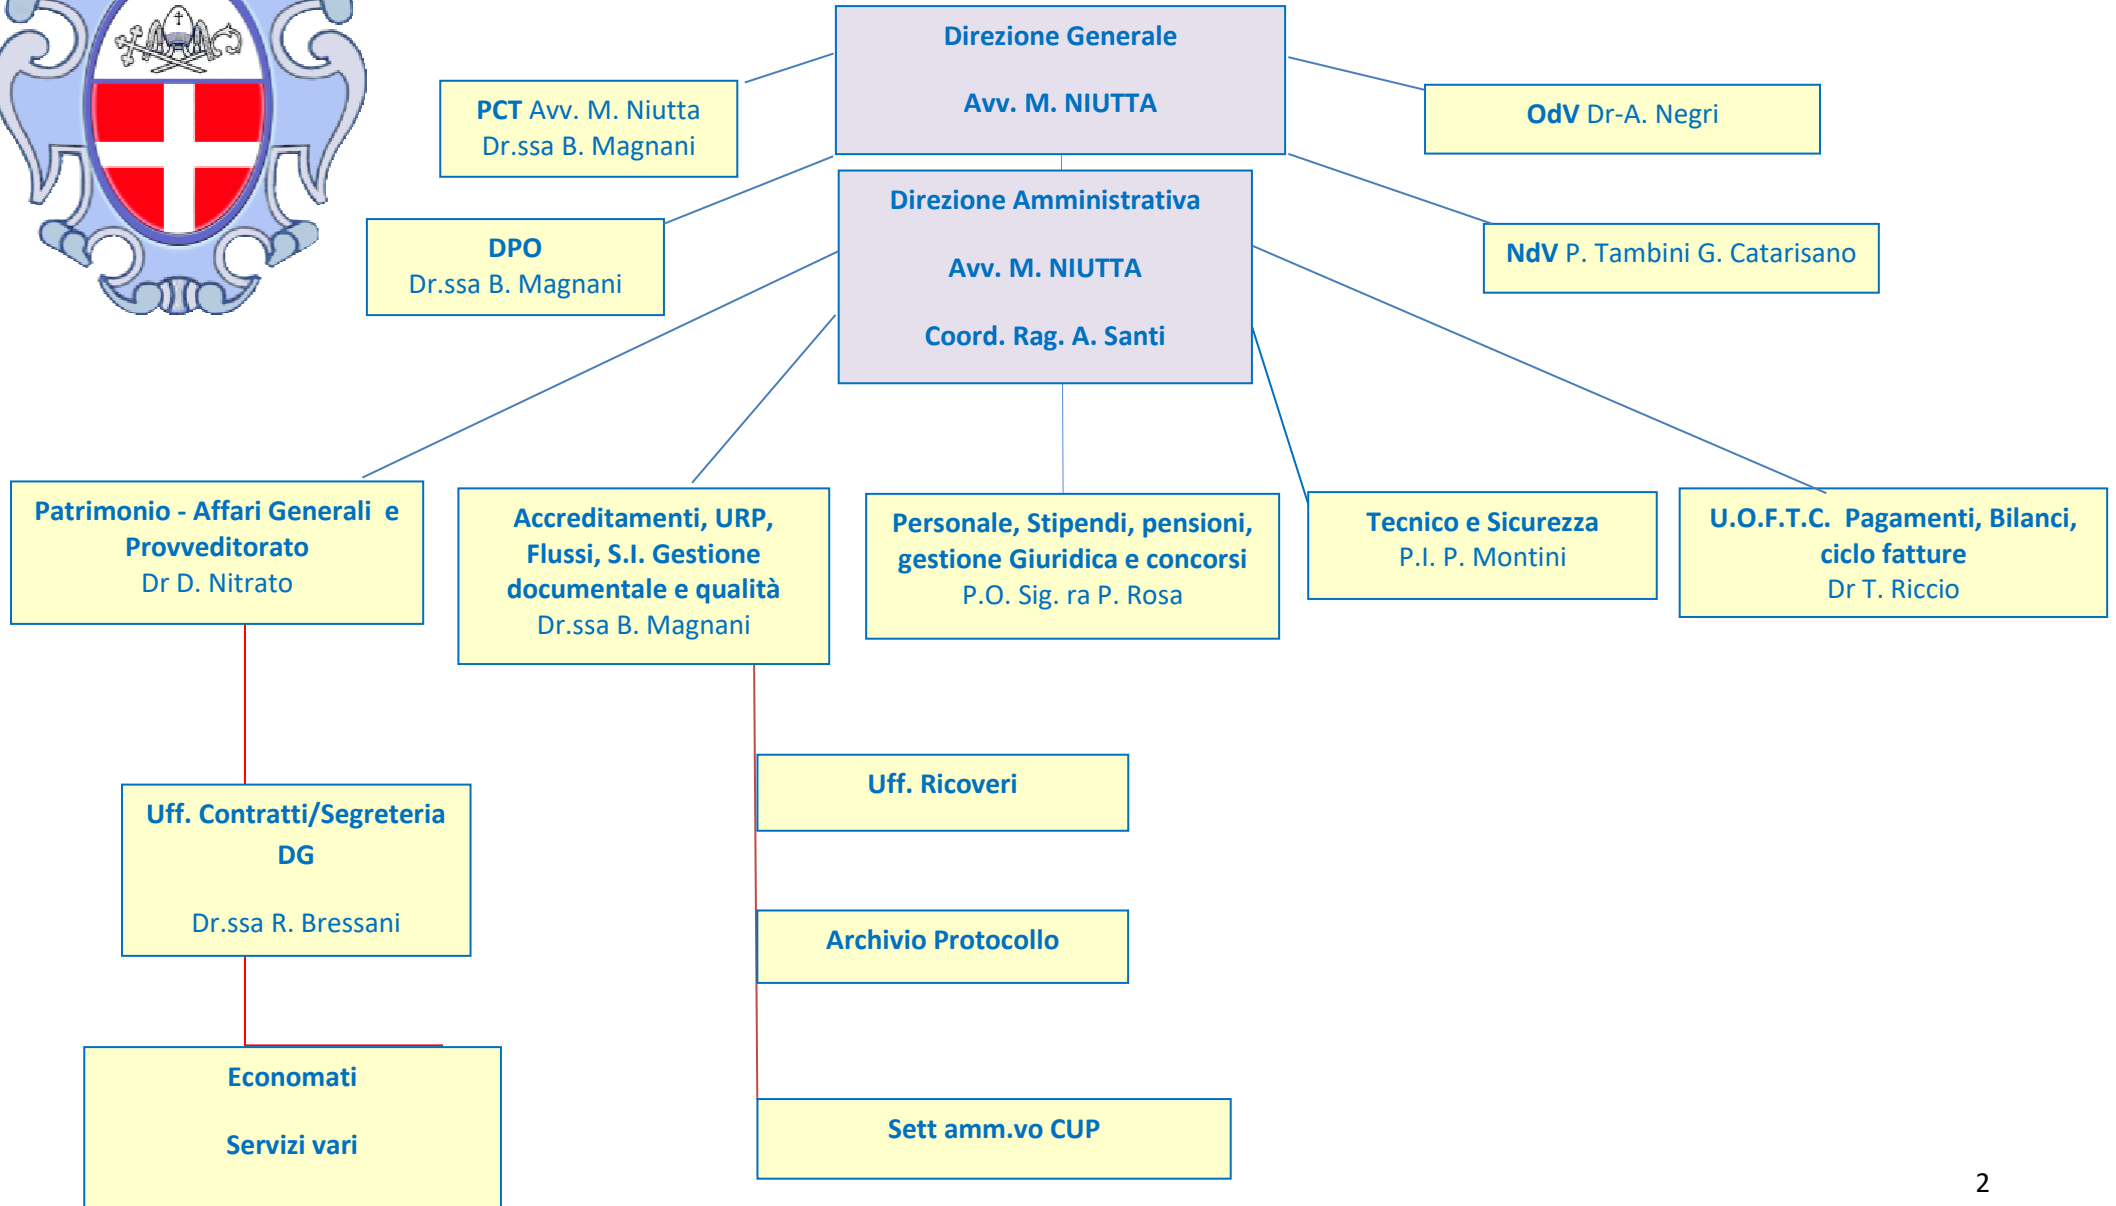 Direzione Generale
Avv. M. NIUTTA
PCT Avv. M. Niutta
Dr.ssa B. Magnani
OdV Dr-A. Negri
Direzione Amministrativa
Avv. M. NIUTTA
Coord. Rag. A. Santi
DPO
Dr.ssa B. Magnani
NdV P. Tambini G. Catarisano
Patrimonio - Affari Generali e
Provveditorato
Dr D. Nitrato
Accreditamenti, URP,
Flussi, S.I. Gestione
documentale e qualità
Dr.ssa B. Magnani
Personale, Stipendi, pensioni,
gestione Giuridica e concorsi
P.O. Sig. ra P. Rosa
Tecnico e Sicurezza
P.I. P. Montini
U.O.F.T.C. Pagamenti, Bilanci,
ciclo fatture
Dr T. Riccio
Uff. Contratti/Segreteria
DG
Dr.ssa R. Bressani
Uff. Ricoveri
Archivio Protocollo
Economati
Servizi vari
Sett amm.vo CUP
2